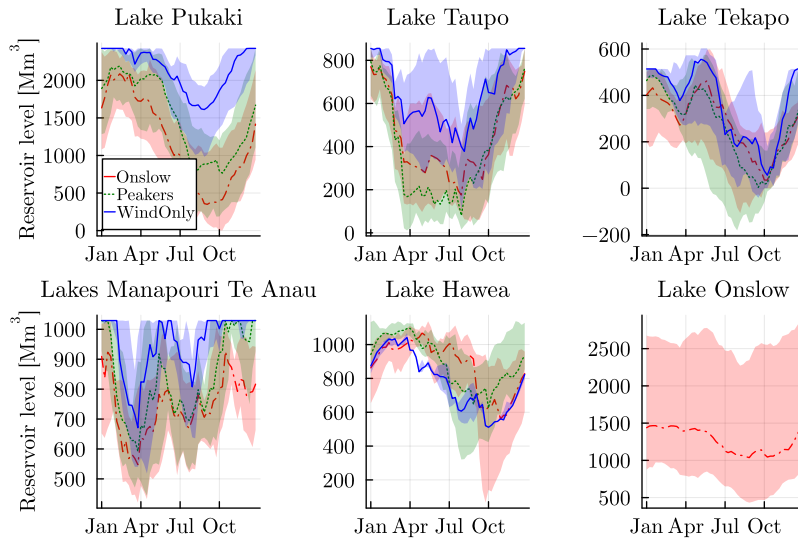 Lake Pukaki
Reservoir level [Mm³]
2000
1500
1000
500
0
Onslow
Peakers
WindOnly
Jan Apr Jul Oct
Lake Taupo
800
600
400
200
0
Jan Apr Jul Oct
Lake Tekapo
600
400
200
0
−200
Jan Apr Jul Oct
Lakes Manapouri Te Anau
Reservoir level [Mm³]
1000
900
800
700
600
500
Jan Apr Jul Oct
Lake Hawea
1000
800
600
400
200
Jan Apr Jul Oct
Lake Onslow
2500
2000
1500
1000
500
Jan Apr Jul Oct